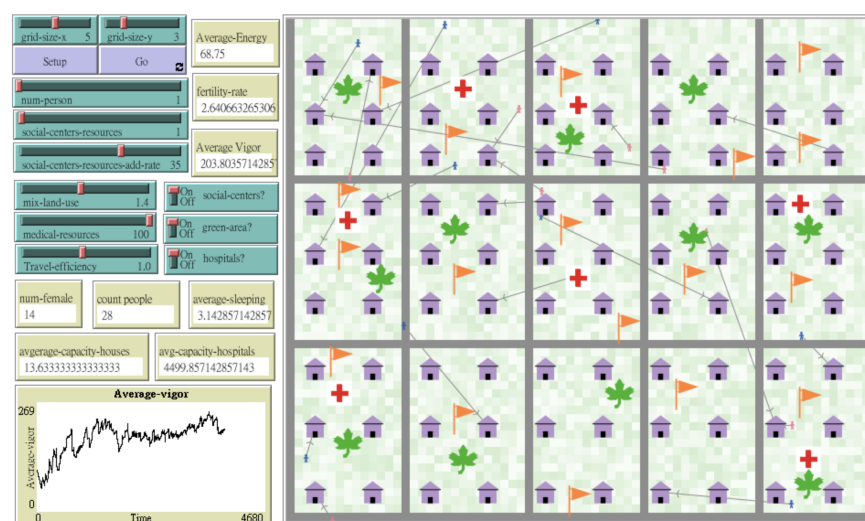 grid-size-x 5
grid-size-y 3
Average-Energy
68.75
Setup
Go
num-person 1
fertility-rate
2.640663265306
social-centers-resources 1
Average Vigor
203.8035714285
social-centers-resources-add-rate 35
mix-land-use 1.4
On
Off
social-centers?
medical-resources 100
On
Off
green-area?
Travel-efficiency 1.0
On
Off
hospitals?
num-female
14
count people
28
average-sleeping
3.142857142857
avgerage-capacity-houses
13.633333333333333
avg-capacity-hospitals
4499.857142857143
Average-vigor
269
Average-vigor
0
0
Time
4680